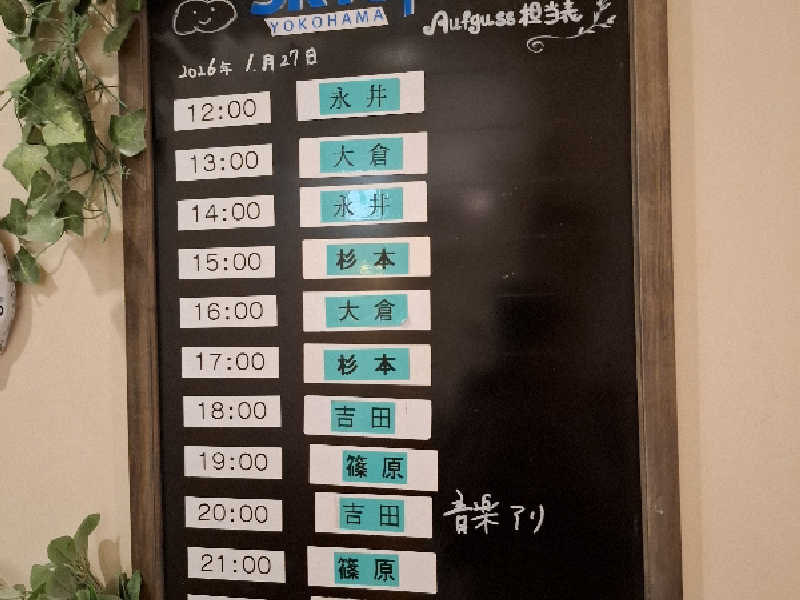 YOKOHAMA
Aufguss担当表
2026年 1月27日
12:00 永井
13:00 大倉
14:00 永井
15:00 杉本
16:00 大倉
17:00 杉本
18:00 吉田
19:00 篠原
20:00 吉田 音楽アリ
21:00 篠原